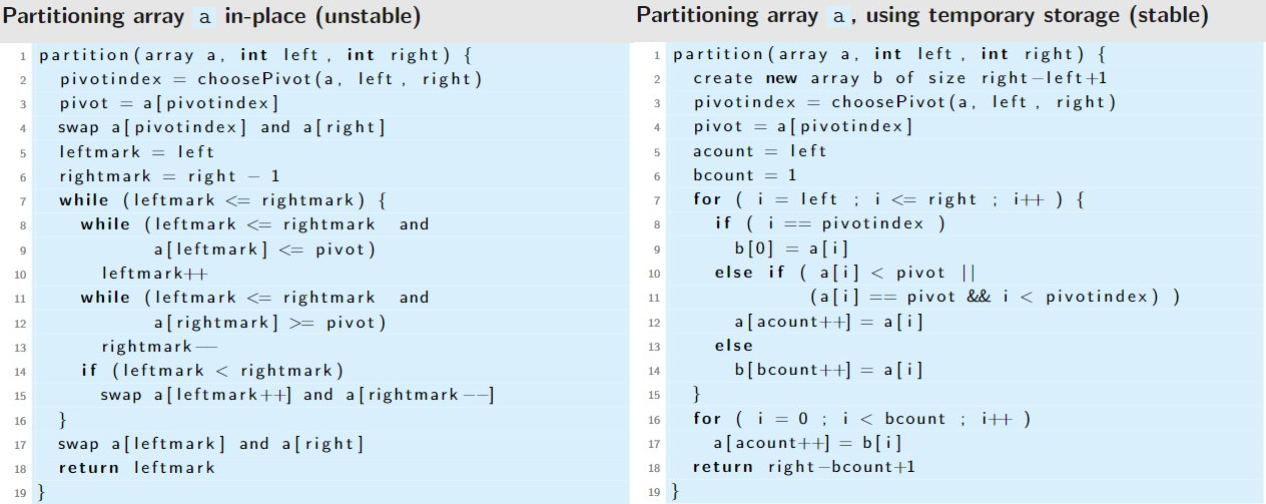 Partitioning array a in-place (unstable)
1 partition(array a, int left, int right) {
2 pivotindex = choosePivot(a, left, right)
3 pivot = a[pivotindex]
4 swap a[pivotindex] and a[right]
5 leftmark = left
6 rightmark = right - 1
7 while (leftmark <= rightmark) {
8 while (leftmark <= rightmark and
9 a[leftmark] <= pivot)
10 leftmark++
11 while (leftmark <= rightmark and
12 a[rightmark] >= pivot)
13 rightmark--
14 if (leftmark < rightmark)
15 swap a[leftmark++] and a[rightmark--]
16 }
17 swap a[leftmark] and a[right]
18 return leftmark
19 }
Partitioning array a, using temporary storage (stable)
1 partition(array a, int left, int right) {
2 create new array b of size right-left+1
3 pivotindex = choosePivot(a, left, right)
4 pivot = a[pivotindex]
5 acount = left
6 bcount = 1
7 for ( i = left ; i <= right ; i++ ) {
8 if ( i == pivotindex )
9 b[0] = a[i]
10 else if ( a[i] < pivot ||
11 (a[i] == pivot && i < pivotindex) )
12 a[acount++] = a[i]
13 else
14 b[bcount++] = a[i]
15 }
16 for ( i = 0 ; i < bcount ; i++ )
17 a[acount++] = b[i]
18 return right-bcount+1
19 }